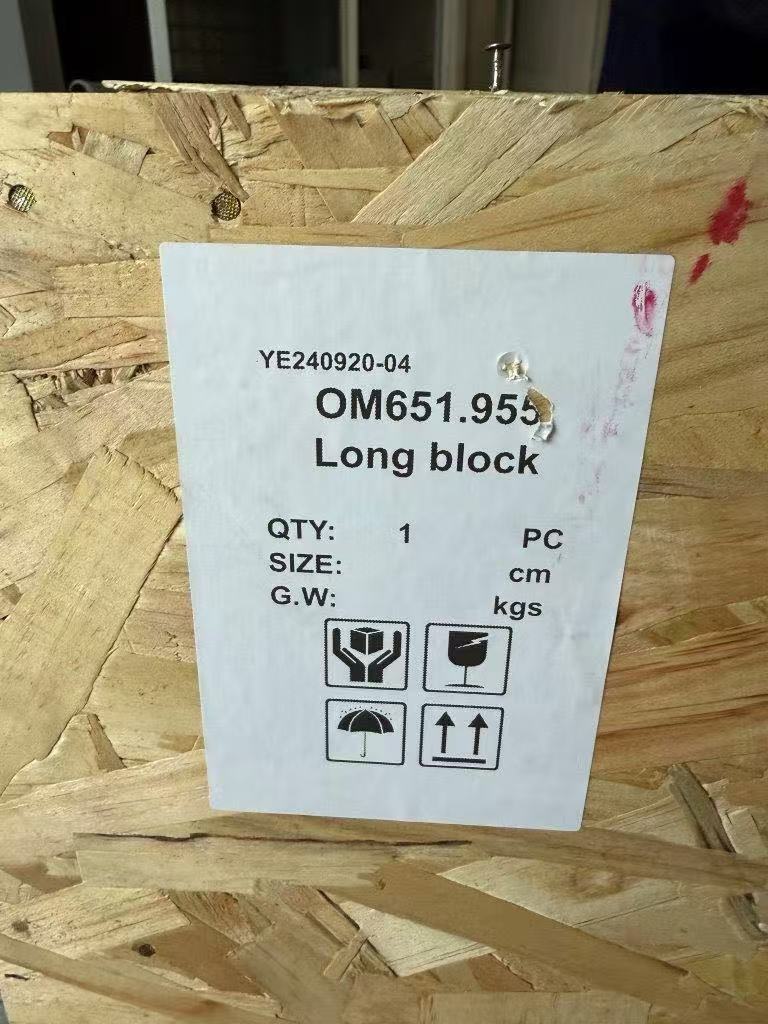 YE240920-04
OM651.955
Long block
QTY: 1 PC
SIZE: cm
G.W: kgs